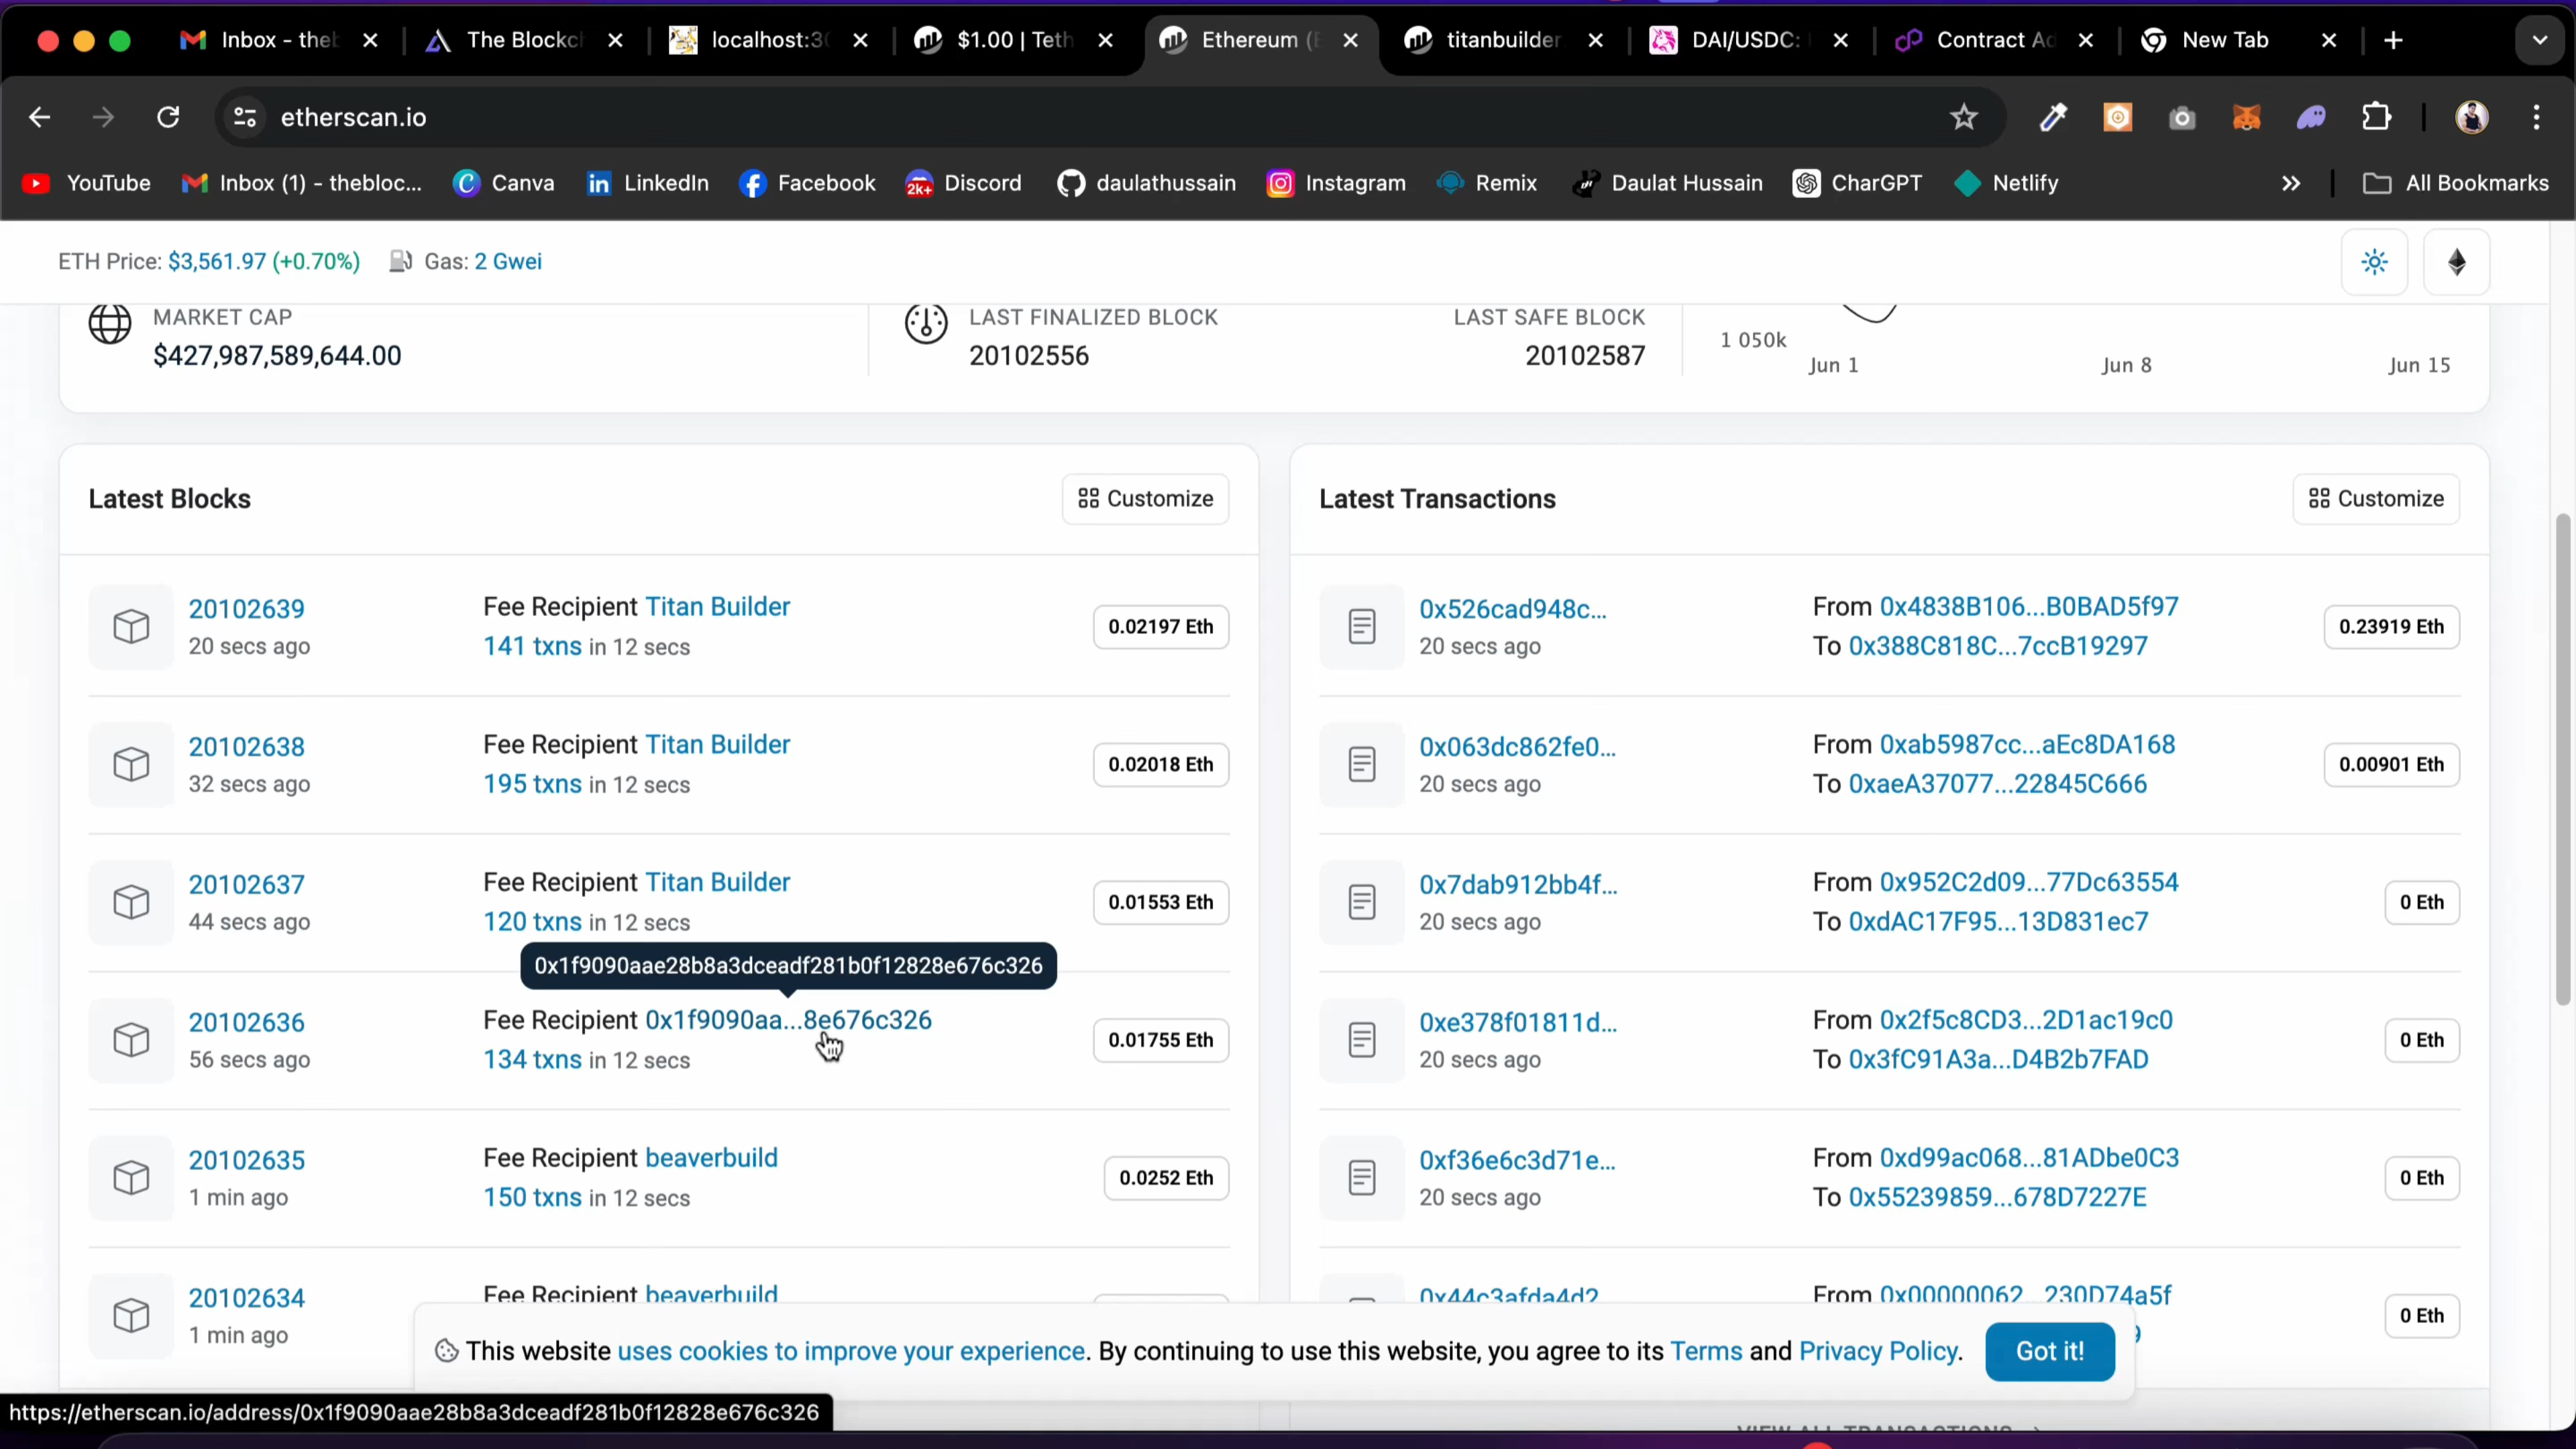 Inbox - theb
The Blockch
localhost:30
$1.00 | Teth
Ethereum (E
titanbuilder
DAI/USDC:
Contract Ad
New Tab
etherscan.io
YouTube
Inbox (1) - thebloc...
Canva
LinkedIn
Facebook
2k+
Discord
daulathussain
Instagram
Remix
Daulat Hussain
CharGPT
Netlify
All Bookmarks
ETH Price: $3,561.97 (+0.70%)
Gas: 2 Gwei
MARKET CAP
$427,987,589,644.00
LAST FINALIZED BLOCK
20102556
LAST SAFE BLOCK
20102587
1 050k
Jun 1
Jun 8
Jun 15
Latest Blocks
Customize
20102639
20 secs ago
Fee Recipient Titan Builder
141 txns in 12 secs
0.02197 Eth
20102638
32 secs ago
Fee Recipient Titan Builder
195 txns in 12 secs
0.02018 Eth
20102637
44 secs ago
Fee Recipient Titan Builder
120 txns in 12 secs
0.01553 Eth
0x1f9090aae28b8a3dceadf281b0f12828e676c326
20102636
56 secs ago
Fee Recipient 0x1f9090aa...8e676c326
134 txns in 12 secs
0.01755 Eth
20102635
1 min ago
Fee Recipient beaverbuild
150 txns in 12 secs
0.0252 Eth
20102634
1 min ago
Fee Recipient beaverbuild
Latest Transactions
Customize
0x526cad948c...
20 secs ago
From 0x4838B106...B0BAD5f97
To 0x388C818C...7ccB19297
0.23919 Eth
0x063dc862fe0...
20 secs ago
From 0xab5987cc...aEc8DA168
To 0xaeA37077...22845C666
0.00901 Eth
0x7dab912bb4f...
20 secs ago
From 0x952C2d09...77Dc63554
To 0xdAC17F95...13D831ec7
0 Eth
0xe378f01811d...
20 secs ago
From 0x2f5c8CD3...2D1ac19c0
To 0x3fC91A3a...D4B2b7FAD
0 Eth
0xf36e6c3d71e...
20 secs ago
From 0xd99ac068...81ADbe0C3
To 0x55239859...678D7227E
0 Eth
0x44c3afda4d2
From 0x00000062...230D74a5f
0 Eth
This website uses cookies to improve your experience. By continuing to use this website, you agree to its Terms and Privacy Policy.
Got it!
https://etherscan.io/address/0x1f9090aae28b8a3dceadf281b0f12828e676c326
VIEW ALL TRANSACTIONS